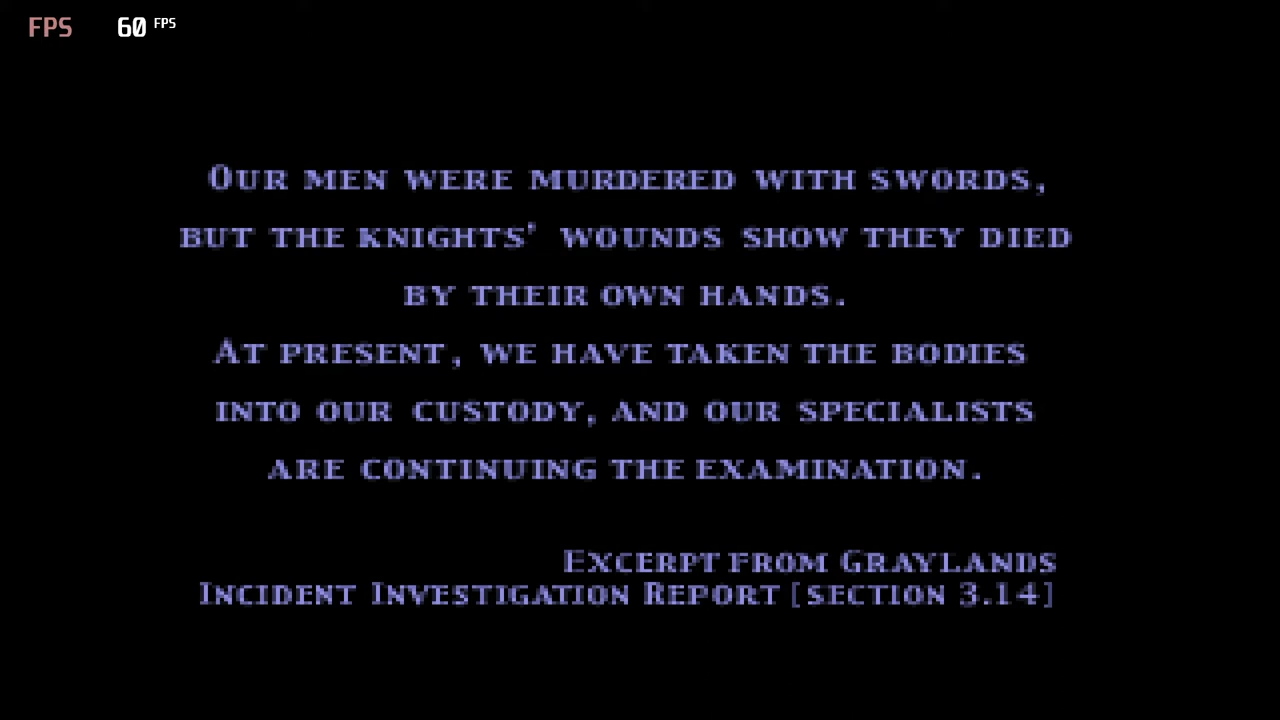 FPS 60 FPS
Our men were murdered with swords,
but the knights' wounds show they died
by their own hands.
At present, we have taken the bodies
into our custody, and our specialists
are continuing the examination.
Excerpt from Graylands
Incident Investigation Report [section 3.14]